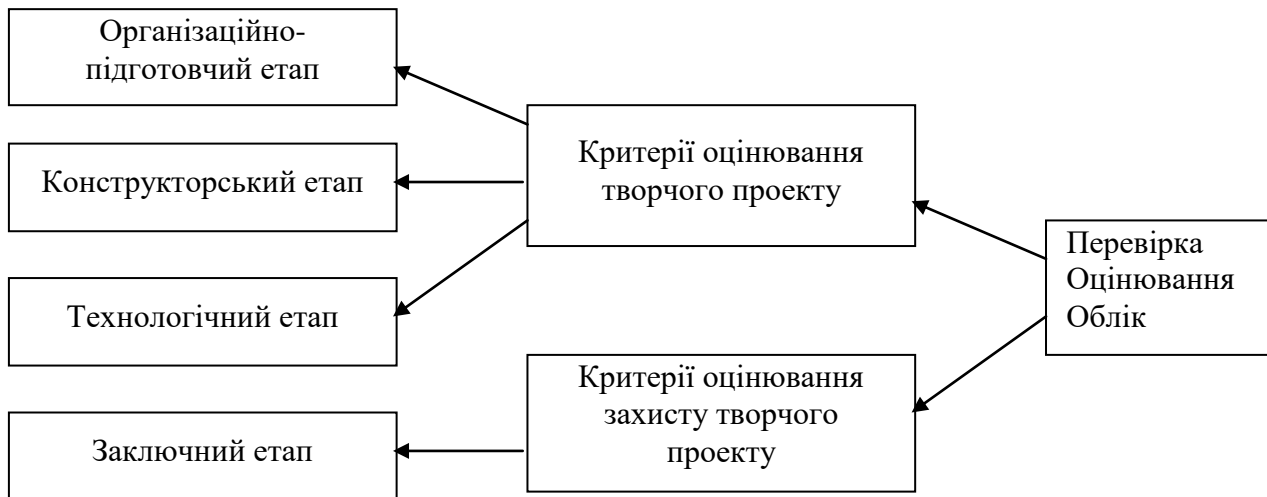 Організаційно-
підготовчий етап
Конструкторський етап
Технологічний етап
Заключний етап
Критерії оцінювання
творчого проекту
Критерії оцінювання
захисту творчого
проекту
Перевірка
Оцінювання
Облік